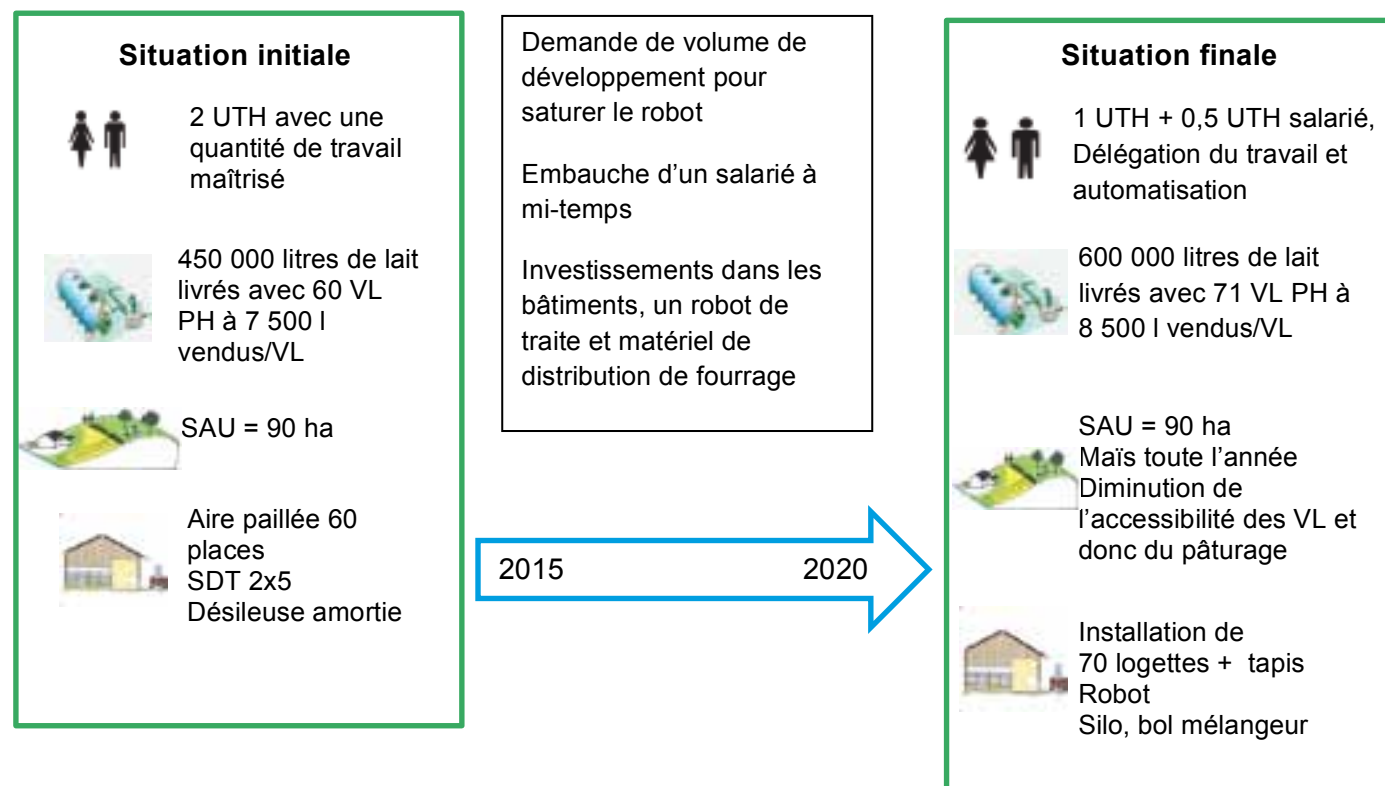 Situation initiale
2 UTH avec une
quantité de travail
maîtrisé
450 000 litres de lait
livrés avec 60 VL
PH à 7 500 l
vendus/VL
SAU = 90 ha
Aire paillée 60
places
SDT 2x5
Désileuse amortie
Demande de volume de
développement pour
saturer le robot
Embauche d’un salarié à
mi-temps
Investissements dans les
bâtiments, un robot de
traite et matériel de
distribution de fourrage
2015 2020
Situation finale
1 UTH + 0,5 UTH salarié,
Délégation du travail et
automatisation
600 000 litres de lait
livrés avec 71 VL PH à
8 500 l vendus/VL
SAU = 90 ha
Maïs toute l’année
Diminution de
l’accessibilité des VL et
donc du pâturage
Installation de
70 logettes + tapis
Robot
Silo, bol mélangeur